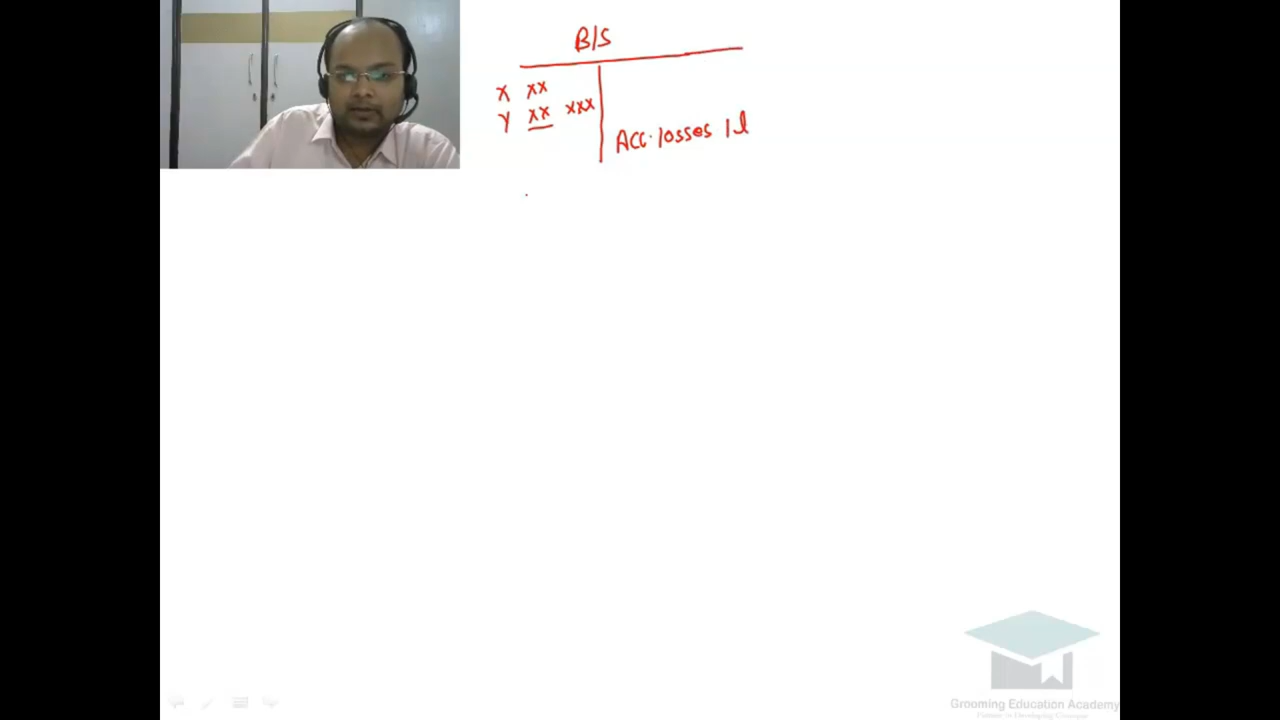 B/S
X xx
Y xx xxx
Acc. losses 1l
Grooming Education Academy